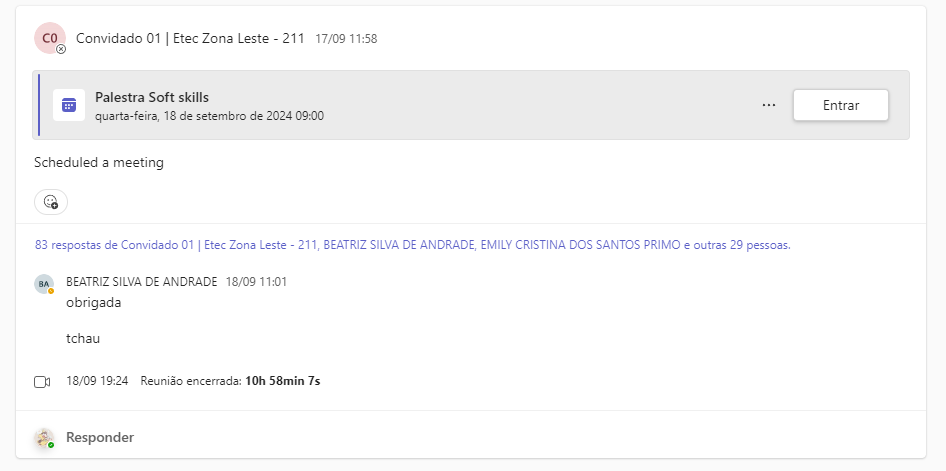 C0 Convidado 01 | Etec Zona Leste - 211 17/09 11:58
Palestra Soft skills
quarta-feira, 18 de setembro de 2024 09:00
... Entrar
Scheduled a meeting
83 respostas de Convidado 01 | Etec Zona Leste - 211, BEATRIZ SILVA DE ANDRADE, EMILY CRISTINA DOS SANTOS PRIMO e outras 29 pessoas.
BA BEATRIZ SILVA DE ANDRADE 18/09 11:01
obrigada
tchau
18/09 19:24 Reunião encerrada: 10h 58min 7s
Responder